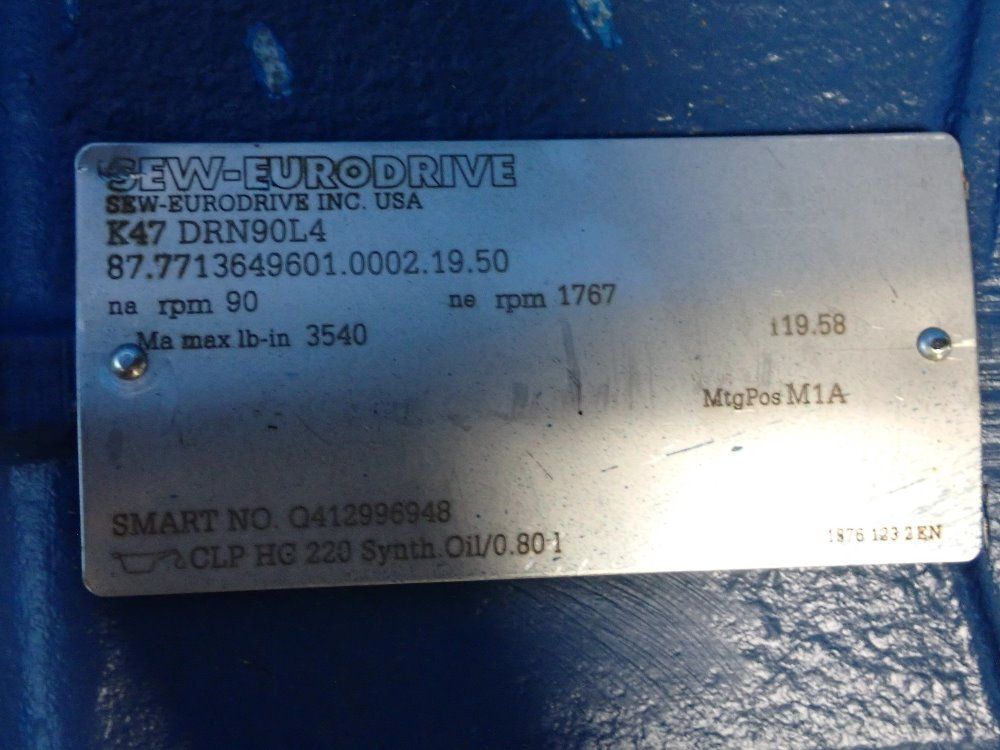 SEW-EURODRIVE
SEW-EURODRIVE INC. USA
K47 DRN90L4
87.7713649601.0002.19.50
na rpm 90 ne rpm 1767
Ma max lb-in 3540 i19.58
MtgPos M1A
SMART NO. Q412996948
CLP HC 220 Synth.Oil/0.80 l
1876 123 2 EN